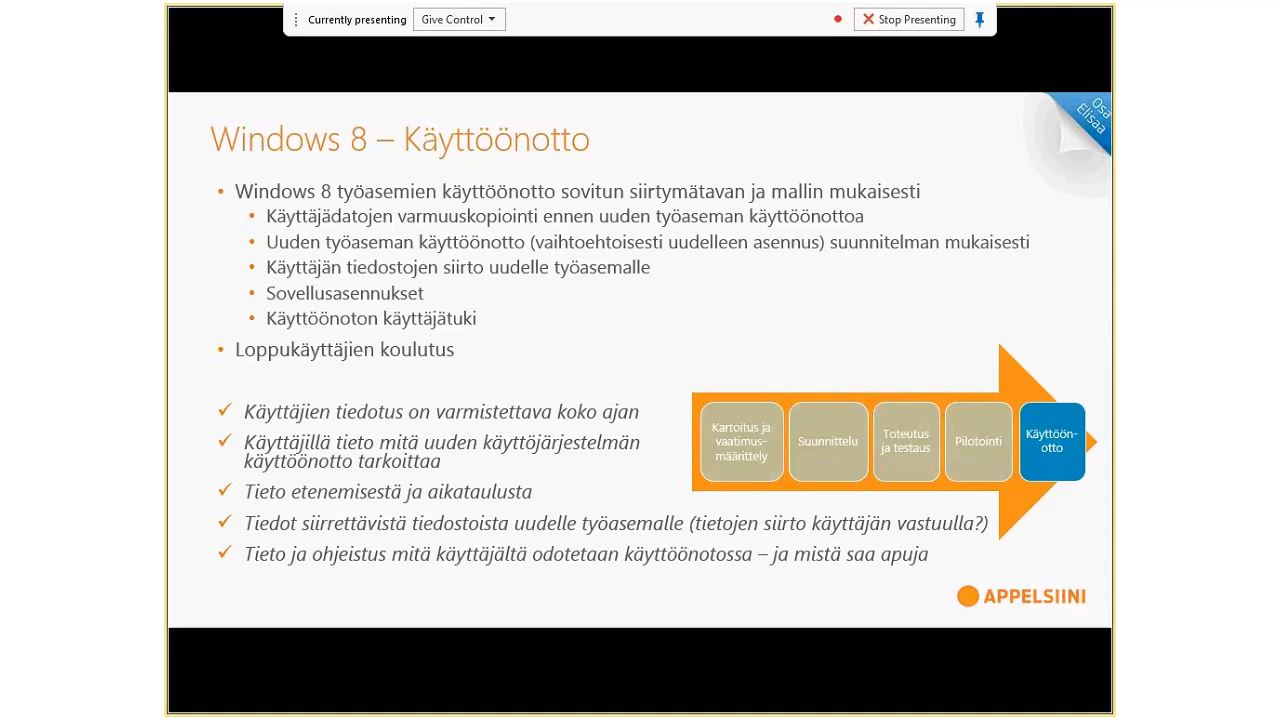 Currently presenting
Give Control
Stop Presenting
Osa
Elisaa
Windows 8 – Käyttöönotto
• Windows 8 työasemien käyttöönotto sovitun siirtymätavan ja mallin mukaisesti
• Käyttäjädatojen varmuuskopiointi ennen uuden työaseman käyttöönottoa
• Uuden työaseman käyttöönotto (vaihtoehtoisesti uudelleen asennus) suunnitelman mukaisesti
• Käyttäjän tiedostojen siirto uudelle työasemalle
• Sovellusasennukset
• Käyttöönoton käyttäjätuki
• Loppukäyttäjien koulutus
✓ Käyttäjien tiedotus on varmistettava koko ajan
✓ Käyttäjillä tieto mitä uuden käyttöjärjestelmän
käyttöönotto tarkoittaa
✓ Tieto etenemisestä ja aikataulusta
✓ Tiedot siirrettävistä tiedostoista uudelle työasemalle (tietojen siirto käyttäjän vastuulla?)
✓ Tieto ja ohjeistus mitä käyttäjältä odotetaan käyttöönotossa – ja mistä saa apuja
Kartoitus ja
vaatimus-
määrittely
Suunnittelu
Toteutus
ja testaus
Pilotointi
Käyttöön-
otto
APPELSIINI